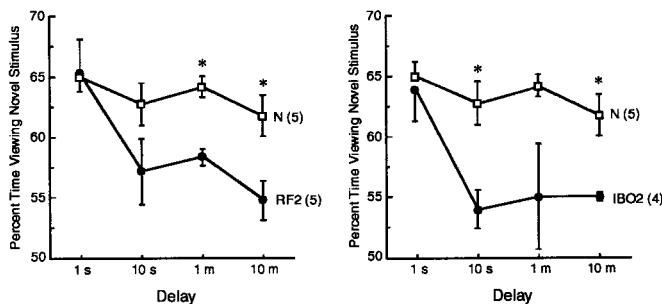 Percent Time Viewing Novel Stimulus
70
65
60
55
50
*
*
N (5)
RF2 (5)
1 s
10 s
1 m
10 m
Delay
Percent Time Viewing Novel Stimulus
70
65
60
55
50
*
*
N (5)
IBO2 (4)
1 s
10 s
1 m
10 m
Delay